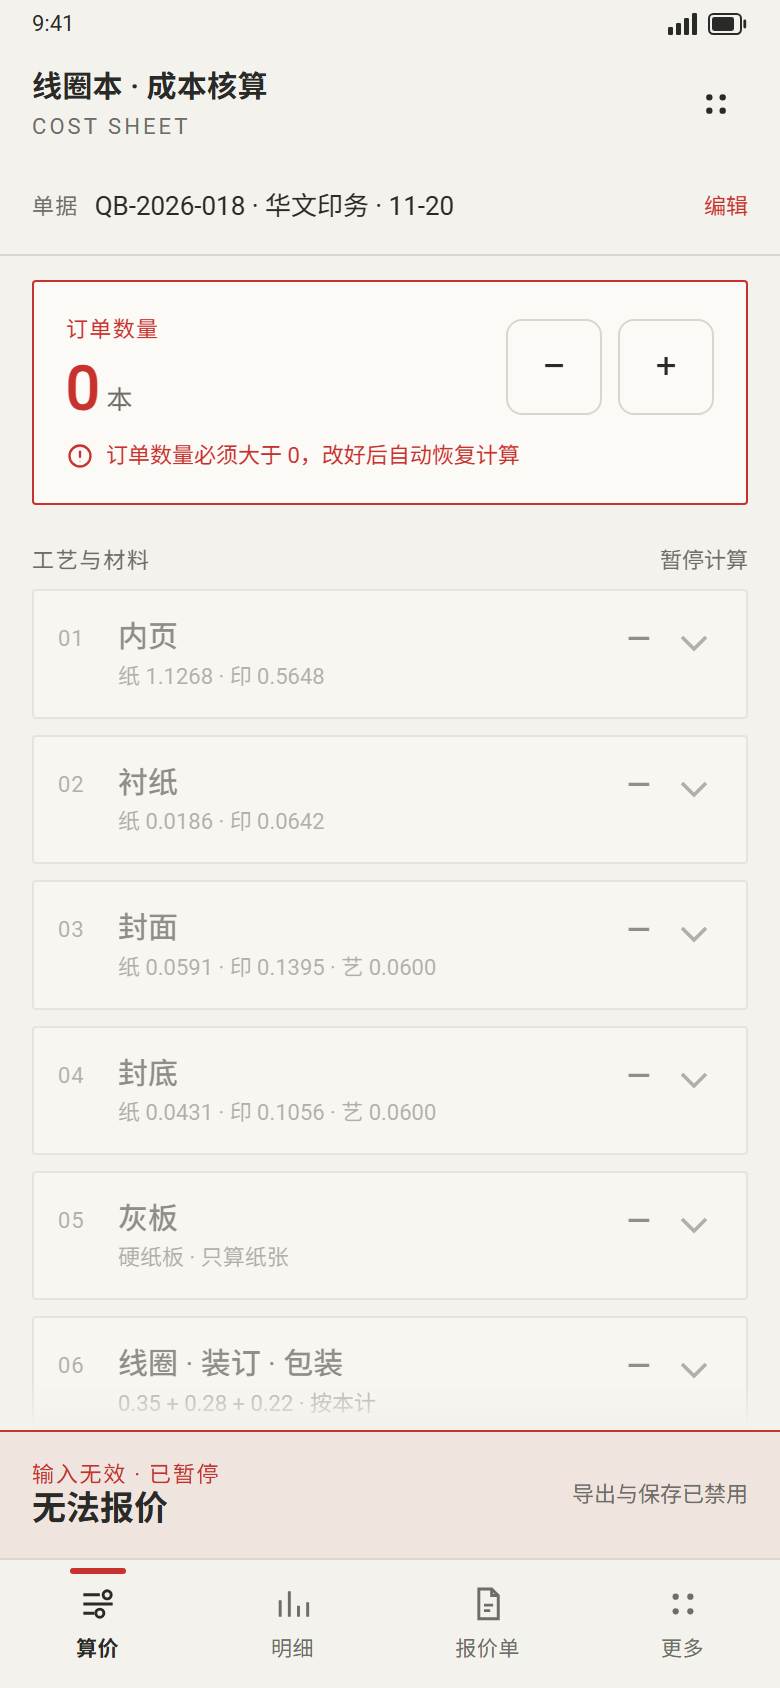 9:41
线圈本 · 成本核算
COST SHEET
单据 QB-2026-018 · 华文印务 · 11-20 编辑
订单数量
0 本
− +
订单数量必须大于 0，改好后自动恢复计算
工艺与材料 暂停计算
01 内页 —
纸 1.1268 · 印 0.5648
02 衬纸 —
纸 0.0186 · 印 0.0642
03 封面 —
纸 0.0591 · 印 0.1395 · 艺 0.0600
04 封底 —
纸 0.0431 · 印 0.1056 · 艺 0.0600
05 灰板 —
硬纸板 · 只算纸张
06 线圈 · 装订 · 包装 —
0.35 + 0.28 + 0.22 · 按本计
输入无效 · 已暂停
无法报价 导出与保存已禁用
算价 明细 报价单 更多